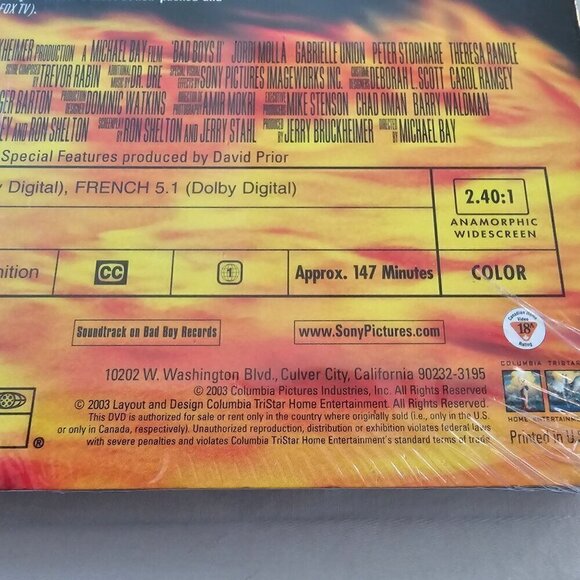 FOX TV).
KHEIMER PRODUCTION A MICHAEL BAY FILM "BAD BOYS II" JORDI MOLLA GABRIELLE UNION PETER STORMARE THERESA RANDLE
SCORE COMPOSED BY TREVOR RABIN ADDITIONAL MUSIC BY DR. DRE SPECIAL VISUAL EFFECTS BY SONY PICTURES IMAGEWORKS INC. COSTUME DESIGNER DEBORAH L. SCOTT CAROL RAMSEY
GER BARTON PRODUCTION DESIGNER DOMINIC WATKINS DIRECTOR OF PHOTOGRAPHY AMIR MOKRI EXECUTIVE PRODUCERS MIKE STENSON CHAD OMAN BARRY WALDMAN
EY AND RON SHELTON SCREENPLAY BY RON SHELTON AND JERRY STAHL PRODUCED BY JERRY BRUCKHEIMER DIRECTED BY MICHAEL BAY
Special Features produced by David Prior
y Digital), FRENCH 5.1 (Dolby Digital)
2.40:1
ANAMORPHIC
WIDESCREEN
nition
CC
1
Approx. 147 Minutes
COLOR
Soundtrack on Bad Boy Records
www.SonyPictures.com
Canadian Home
Video
18A
Rating
10202 W. Washington Blvd., Culver City, California 90232-3195
© 2003 Columbia Pictures Industries, Inc. All Rights Reserved
© 2003 Layout and Design Columbia TriStar Home Entertainment. All Rights Reserved.
This DVD is authorized for sale or rent only in the country where originally sold (i.e., only in the U.S.
or only in Canada, respectively). Unauthorized reproduction, distribution or exhibition violates federal laws
with severe penalties and violates Columbia TriStar Home Entertainment's standard terms of trade.
COLUMBIA TRISTAR
HOME ENTERTAINME
Printed in U.S
®